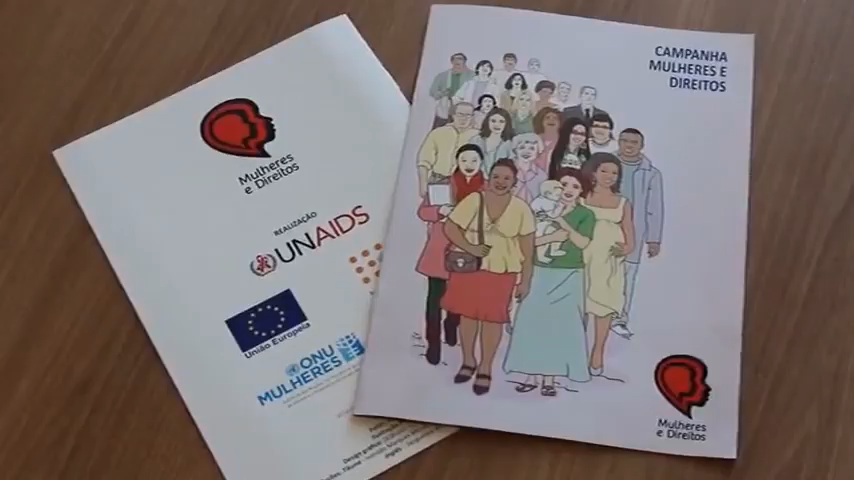 Mulheres
e Direitos
REALIZAÇÃO
UNAIDS
União Europeia
ONU
MULHERES
CAMPANHA
MULHERES E
DIREITOS
Mulheres
e Direitos